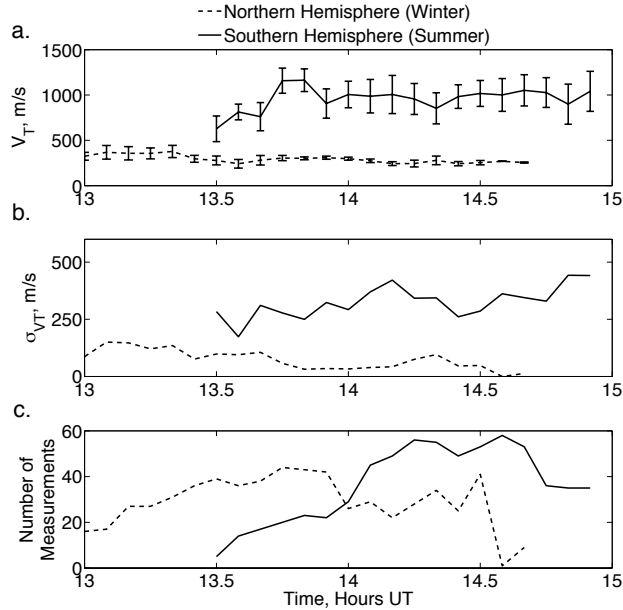 Northern Hemisphere (Winter)
Southern Hemisphere (Summer)
a.
1500
1000
500
0
V_T, m/s
13 13.5 14 14.5 15
b.
500
250
0
σ_VT, m/s
13 13.5 14 14.5 15
c.
60
40
20
0
Number of
Measurements
13 13.5 14 14.5 15
Time, Hours UT